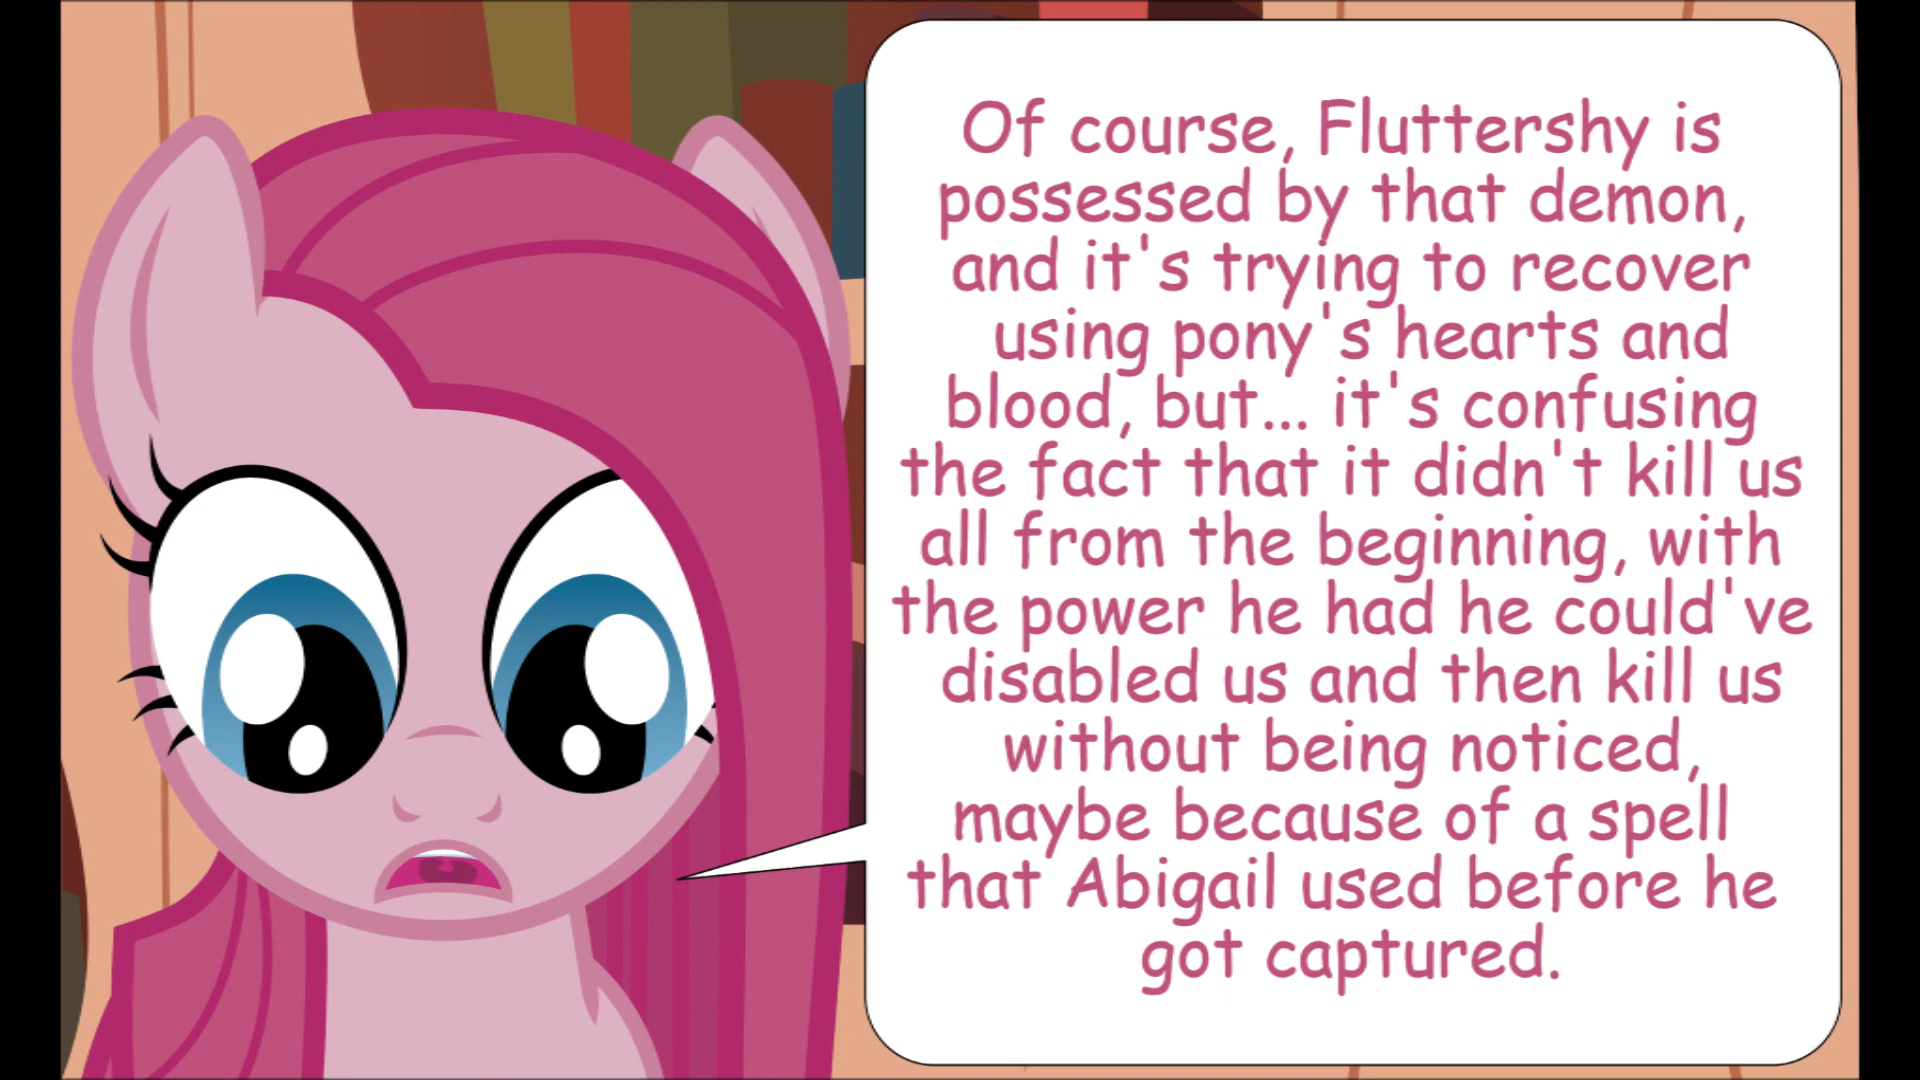 Of course, Fluttershy is
possessed by that demon,
and it's trying to recover
using pony's hearts and
blood, but... it's confusing
the fact that it didn't kill us
all from the beginning, with
the power he had he could've
disabled us and then kill us
without being noticed,
maybe because of a spell
that Abigail used before he
got captured.